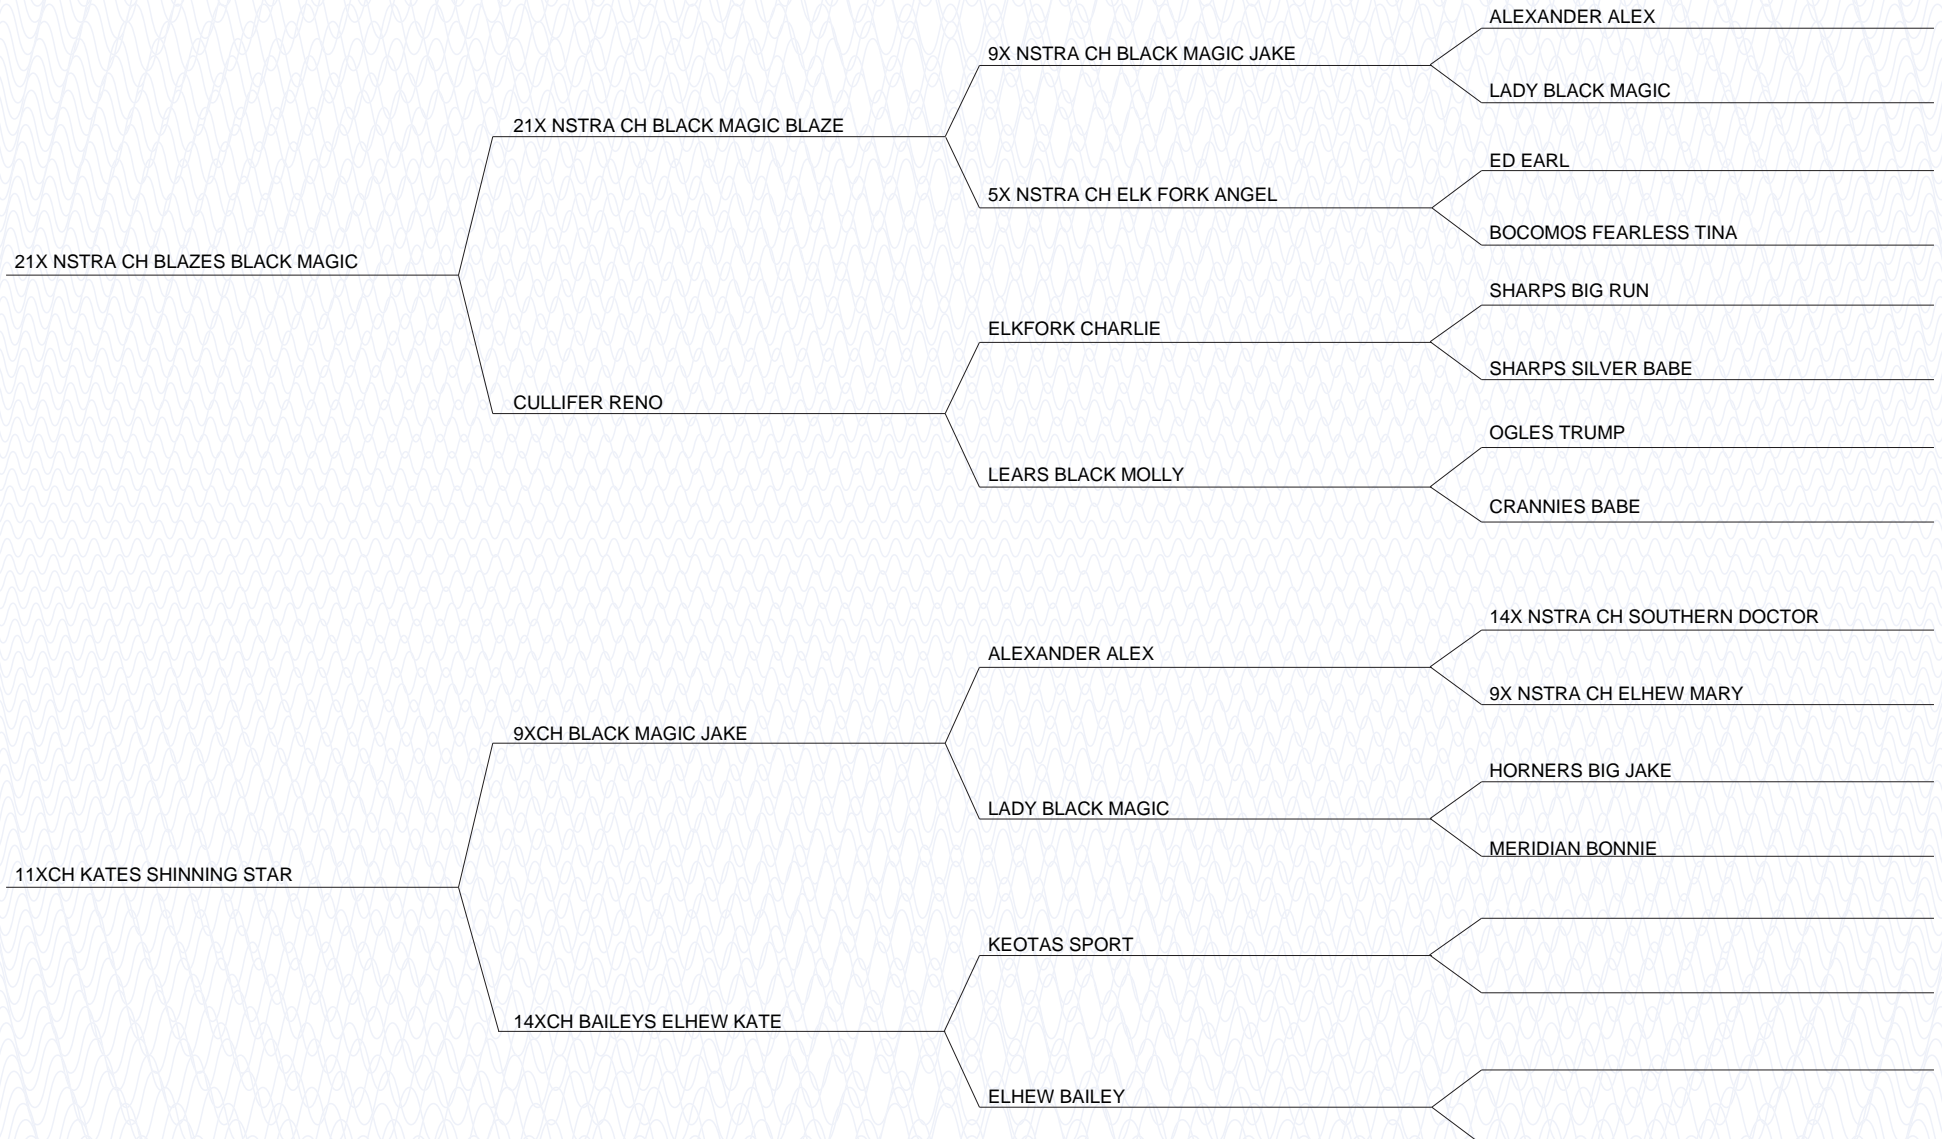 ALEXANDER ALEX
9X NSTRA CH BLACK MAGIC JAKE
LADY BLACK MAGIC
21X NSTRA CH BLACK MAGIC BLAZE
ED EARL
5X NSTRA CH ELK FORK ANGEL
BOCOMOS FEARLESS TINA
21X NSTRA CH BLAZES BLACK MAGIC
SHARPS BIG RUN
ELKFORK CHARLIE
SHARPS SILVER BABE
CULLIFER RENO
OGLES TRUMP
LEARS BLACK MOLLY
CRANNIES BABE
14X NSTRA CH SOUTHERN DOCTOR
ALEXANDER ALEX
9X NSTRA CH ELHEW MARY
9XCH BLACK MAGIC JAKE
HORNERS BIG JAKE
LADY BLACK MAGIC
MERIDIAN BONNIE
11XCH KATES SHINNING STAR
KEOTAS SPORT
14XCH BAILEYS ELHEW KATE
ELHEW BAILEY